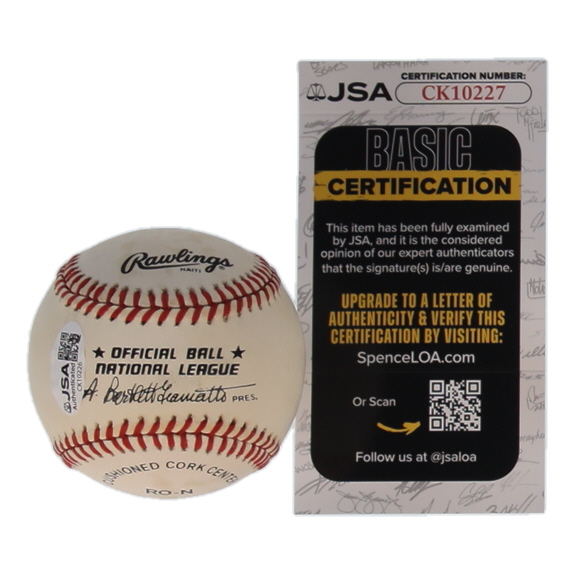 Rawlings
HAITI
JSA
Authenticated
CK10226
★ OFFICIAL BALL ★
NATIONAL LEAGUE
PRES.
CUSHIONED CORK CENTER
RO-N
JSA
CERTIFICATION NUMBER:
CK10227
BASIC
CERTIFICATION
This item has been fully examined
by JSA, and it is the considered
opinion of our expert authenticators
that the signature(s) is/are genuine.
UPGRADE TO A LETTER OF
AUTHENTICITY & VERIFY THIS
CERTIFICATION BY VISITING:
SpenceLOA.com
Or Scan
Follow us at @jsaloa